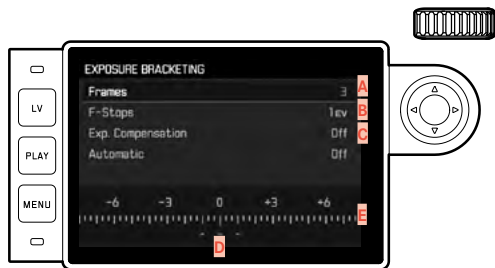 EXPOSURE BRACKETING
Frames 3 A
F-Stops 1EV B
Exp. Compensation Off C
Automatic Off
LV
PLAY
MENU
-6 -3 0 +3 +6
E
D